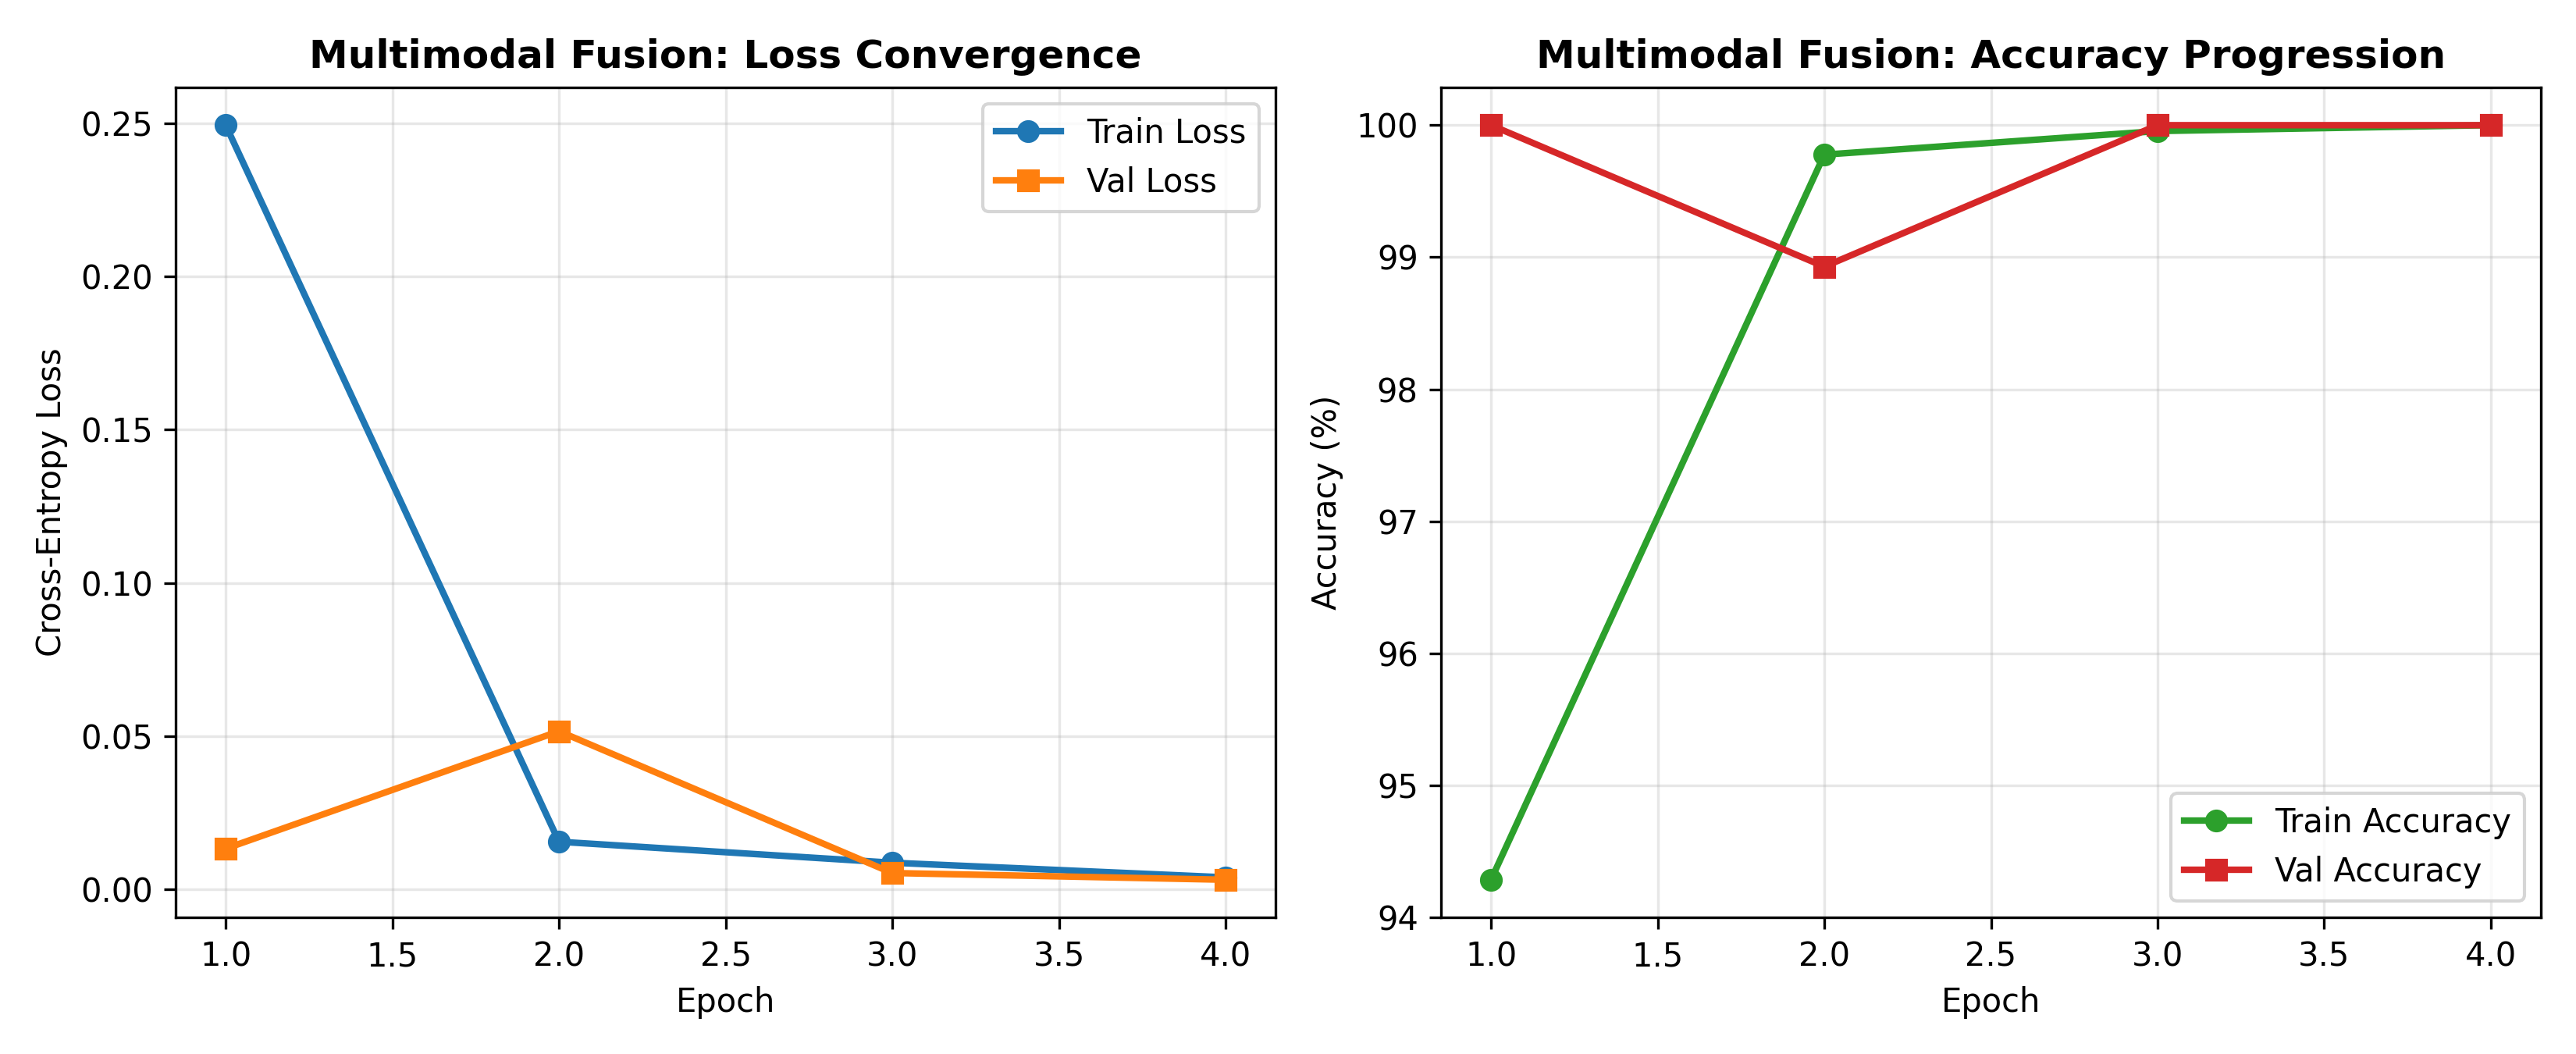 Multimodal Fusion: Loss Convergence
Cross-Entropy Loss
0.25
0.20
0.15
0.10
0.05
0.00
Train Loss
Val Loss
1.0 1.5 2.0 2.5 3.0 3.5 4.0
Epoch
Multimodal Fusion: Accuracy Progression
Accuracy (%)
100
99
98
97
96
95
94
Train Accuracy
Val Accuracy
1.0 1.5 2.0 2.5 3.0 3.5 4.0
Epoch